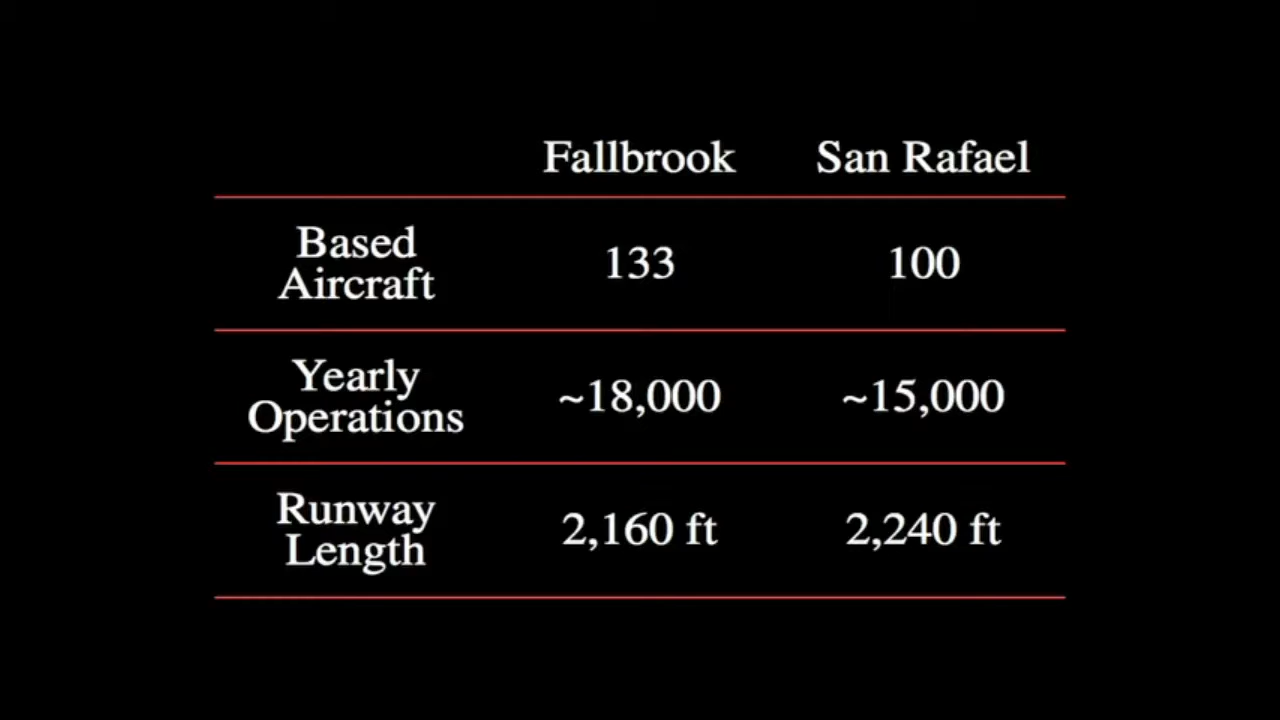 Fallbrook San Rafael
Based
Aircraft 133 100
Yearly
Operations ~18,000 ~15,000
Runway
Length 2,160 ft 2,240 ft